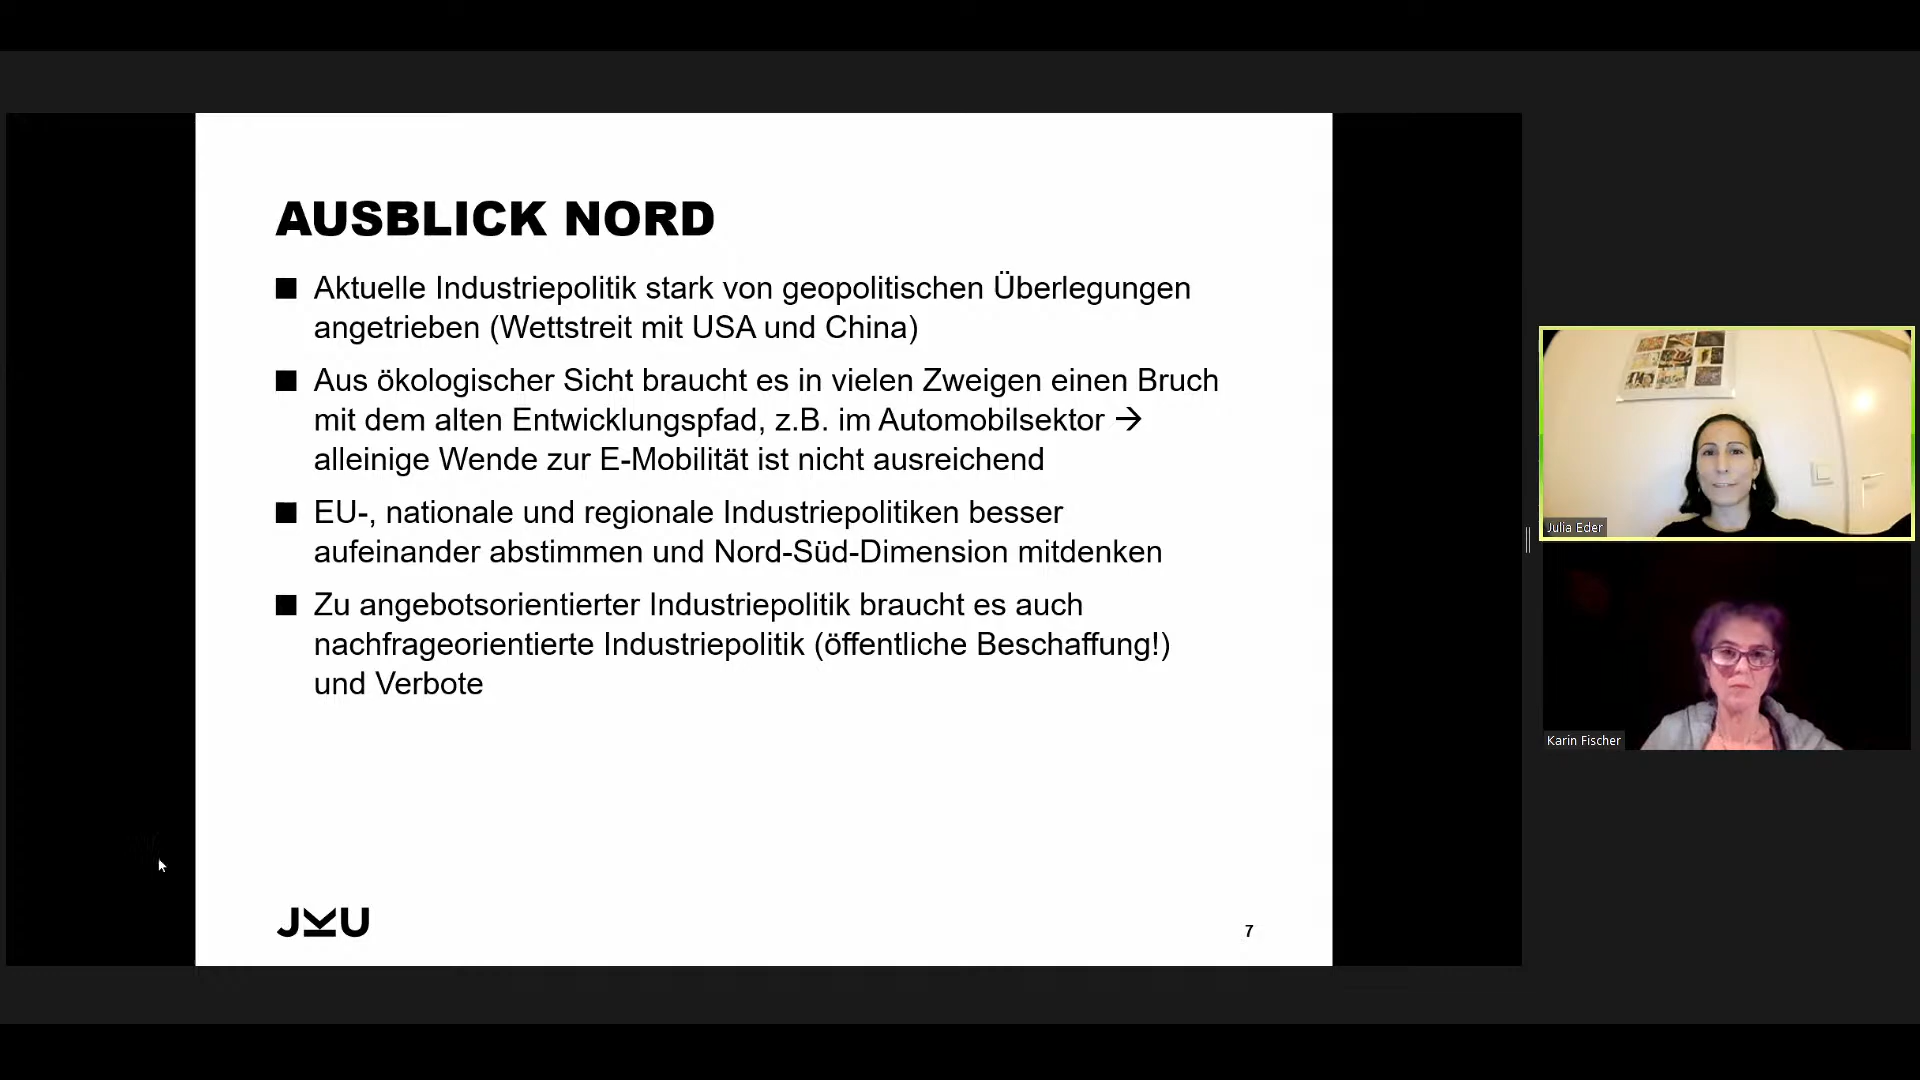 AUSBLICK NORD
■ Aktuelle Industriepolitik stark von geopolitischen Überlegungen
angetrieben (Wettstreit mit USA und China)
■ Aus ökologischer Sicht braucht es in vielen Zweigen einen Bruch
mit dem alten Entwicklungspfad, z.B. im Automobilsektor →
alleinige Wende zur E-Mobilität ist nicht ausreichend
■ EU-, nationale und regionale Industriepolitiken besser
aufeinander abstimmen und Nord-Süd-Dimension mitdenken
■ Zu angebotsorientierter Industriepolitik braucht es auch
nachfrageorientierte Industriepolitik (öffentliche Beschaffung!)
und Verbote
JKU
7
Julia Eder
Karin Fischer